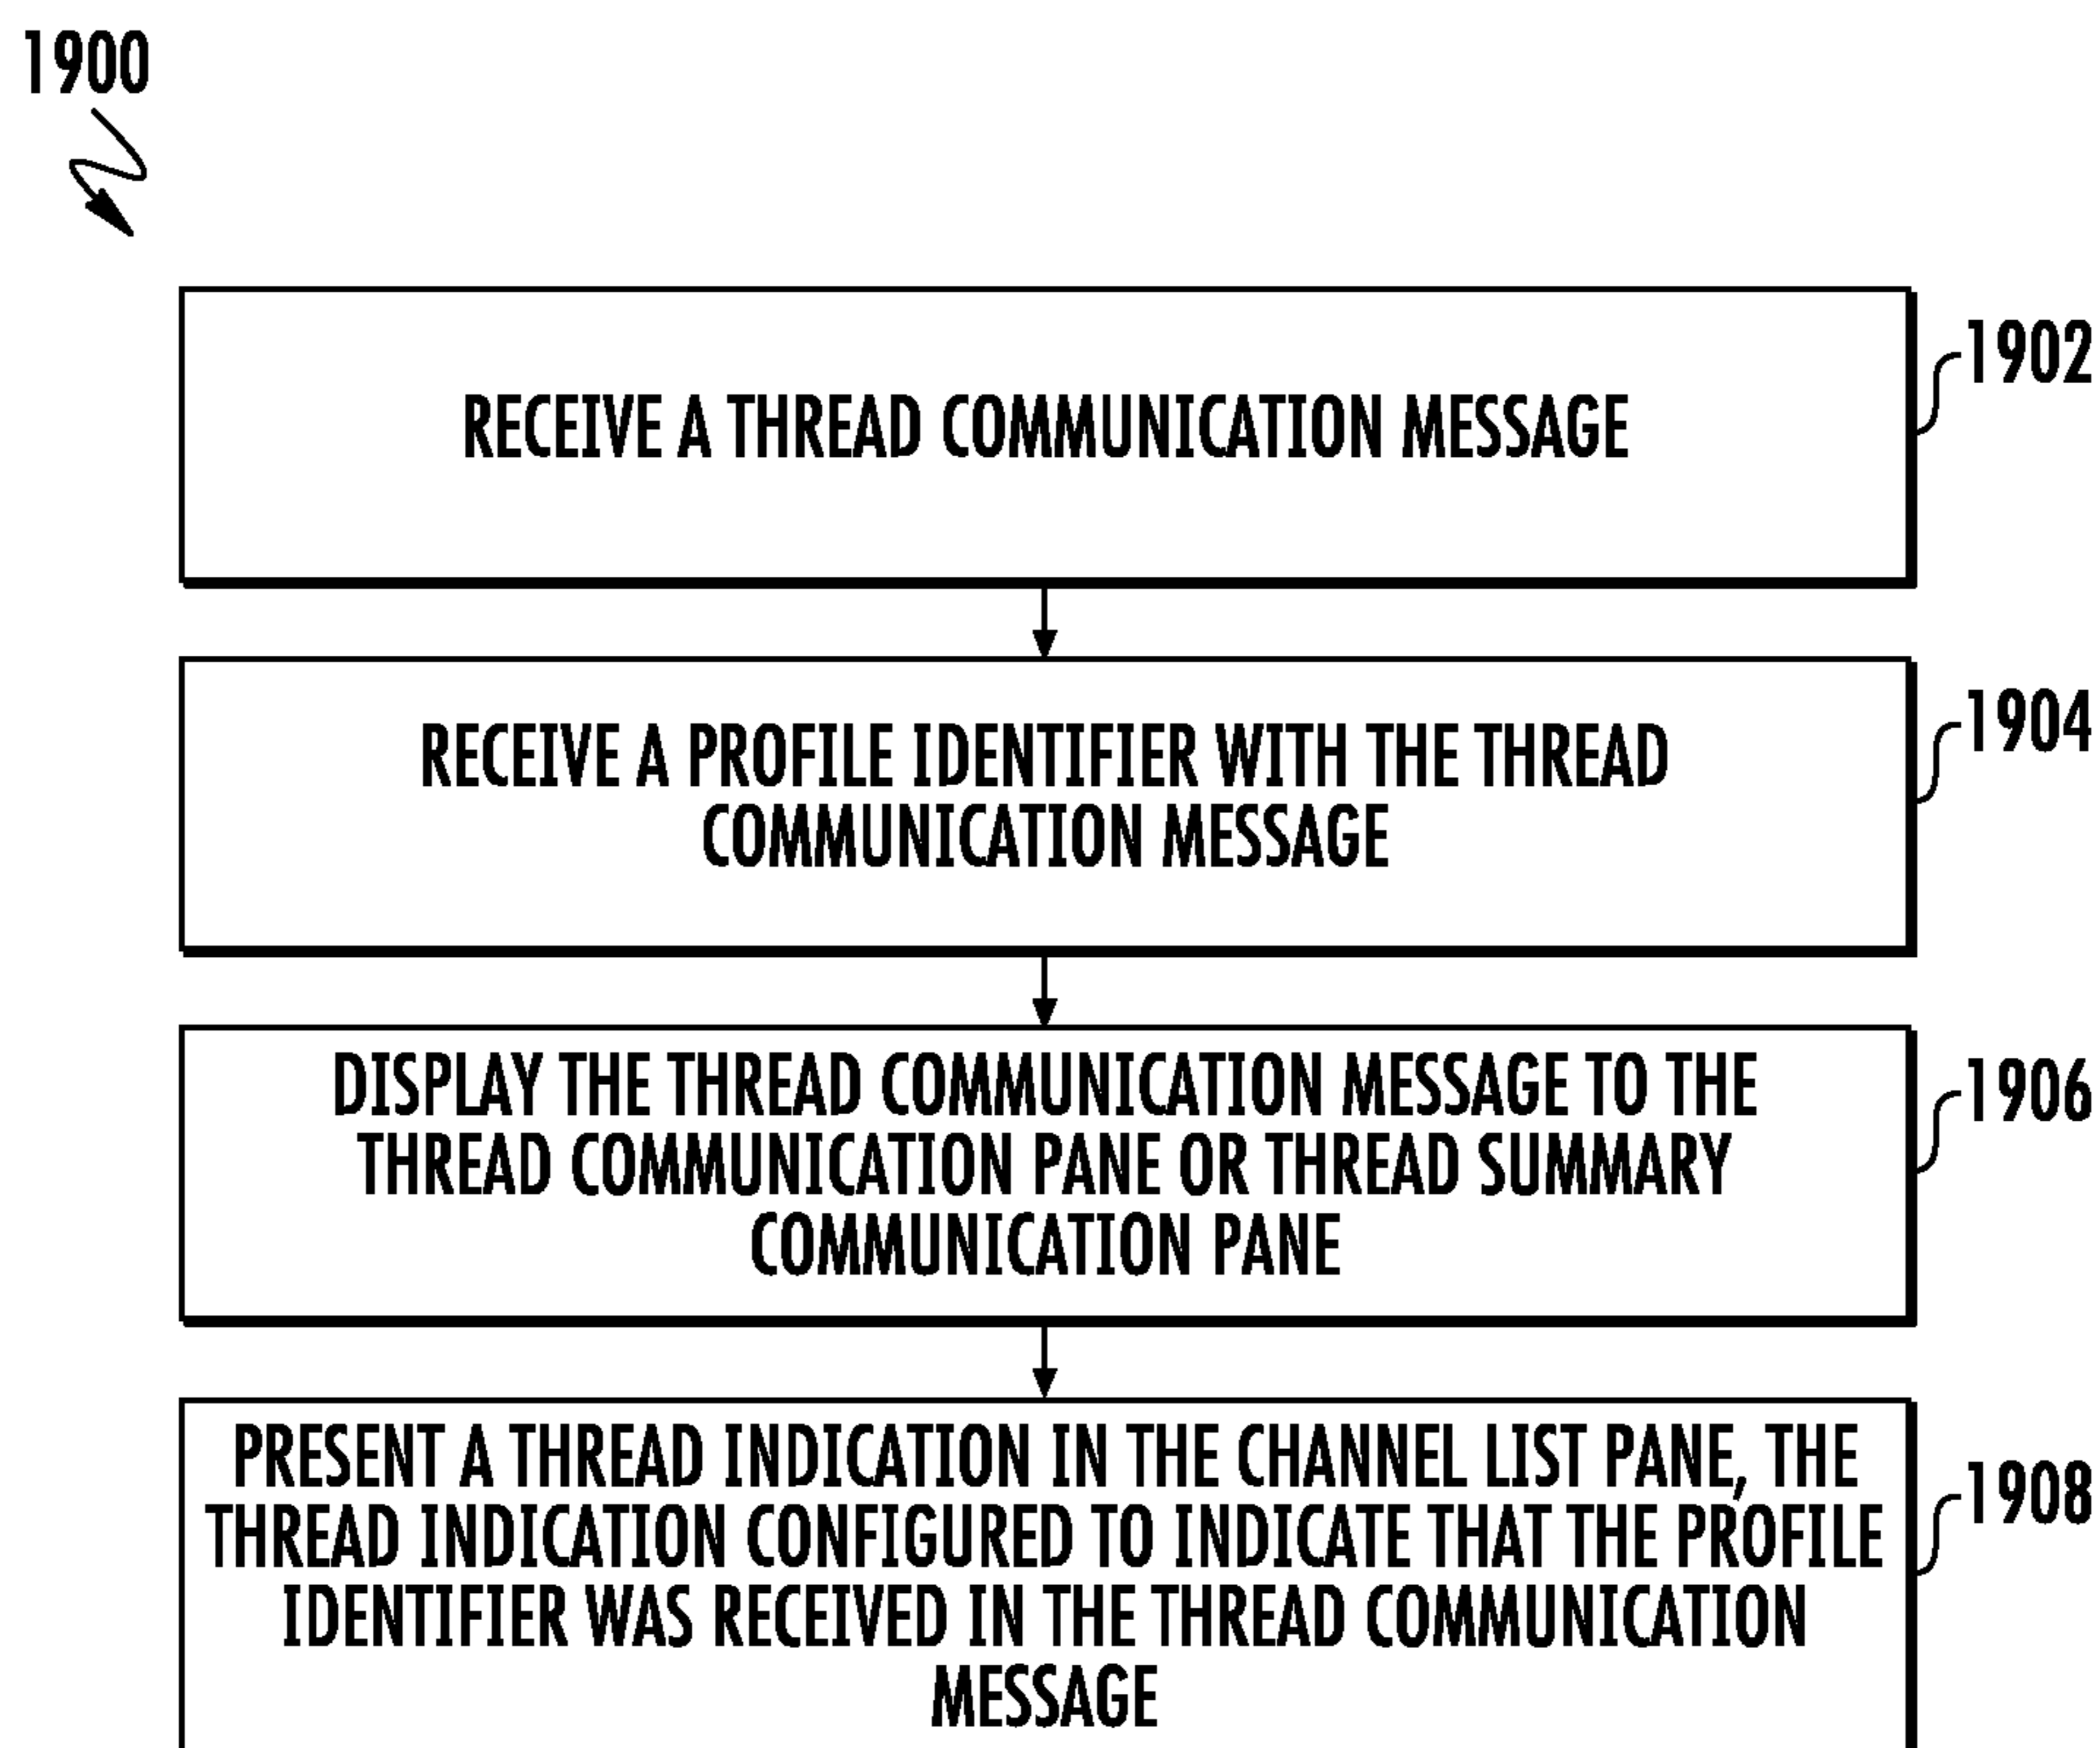 1900
RECEIVE A THREAD COMMUNICATION MESSAGE
1902
RECEIVE A PROFILE IDENTIFIER WITH THE THREAD
COMMUNICATION MESSAGE
1904
DISPLAY THE THREAD COMMUNICATION MESSAGE TO THE
THREAD COMMUNICATION PANE OR THREAD SUMMARY
COMMUNICATION PANE
1906
PRESENT A THREAD INDICATION IN THE CHANNEL LIST PANE, THE
THREAD INDICATION CONFIGURED TO INDICATE THAT THE PROFILE
IDENTIFIER WAS RECEIVED IN THE THREAD COMMUNICATION
MESSAGE
1908